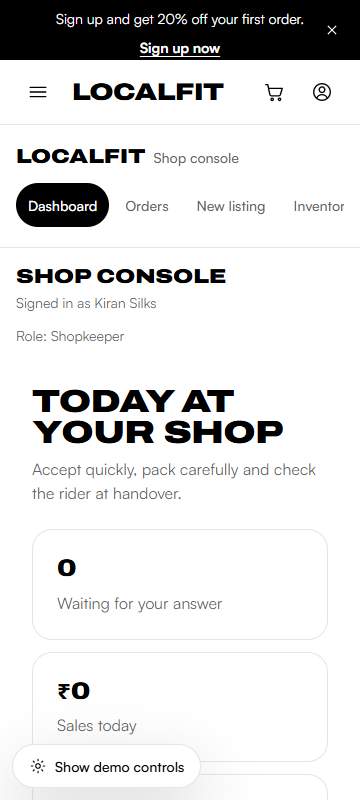 Sign up and get 20% off your first order.
Sign up now
LOCALFIT
LOCALFIT Shop console
Dashboard Orders New listing Inventor
SHOP CONSOLE
Signed in as Kiran Silks
Role: Shopkeeper
TODAY AT
YOUR SHOP
Accept quickly, pack carefully and check
the rider at handover.
0
Waiting for your answer
₹0
Sales today
Show demo controls